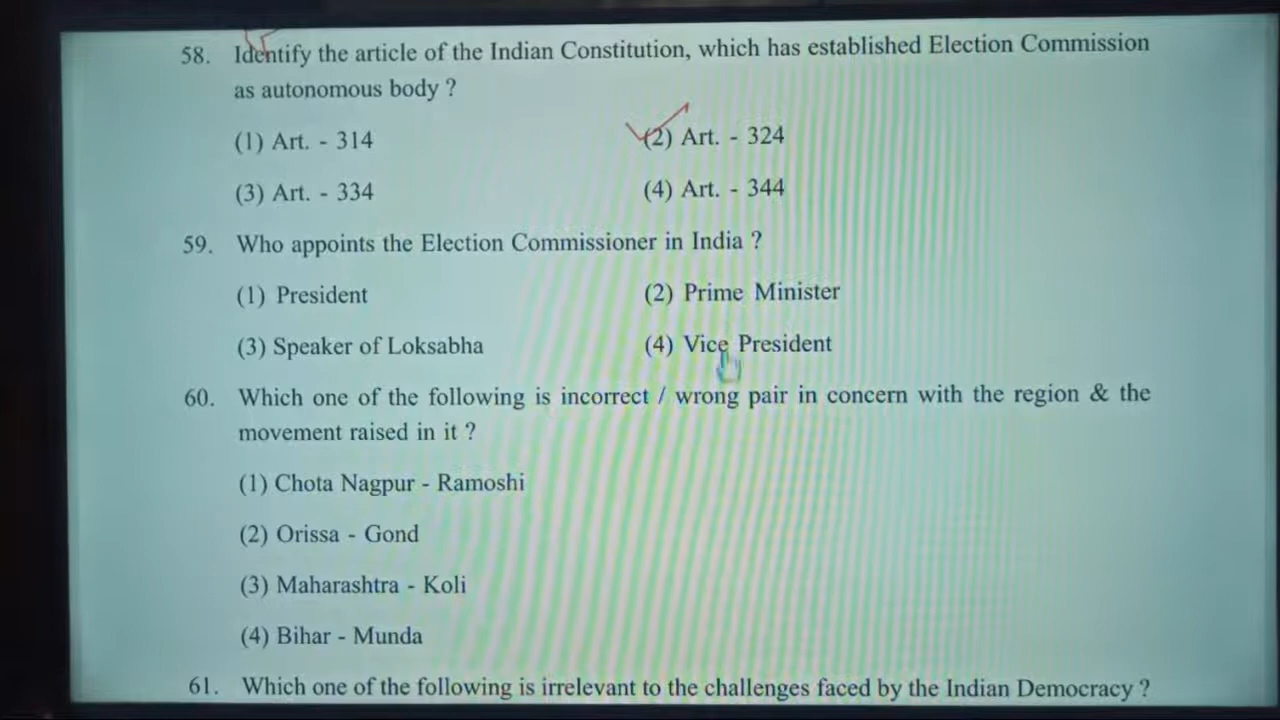 58. Identify the article of the Indian Constitution, which has established Election Commission
as autonomous body ?
(1) Art. - 314 (2) Art. - 324
(3) Art. - 334 (4) Art. - 344
59. Who appoints the Election Commissioner in India ?
(1) President (2) Prime Minister
(3) Speaker of Loksabha (4) Vice President
60. Which one of the following is incorrect / wrong pair in concern with the region & the
movement raised in it ?
(1) Chota Nagpur - Ramoshi
(2) Orissa - Gond
(3) Maharashtra - Koli
(4) Bihar - Munda
61. Which one of the following is irrelevant to the challenges faced by the Indian Democracy ?